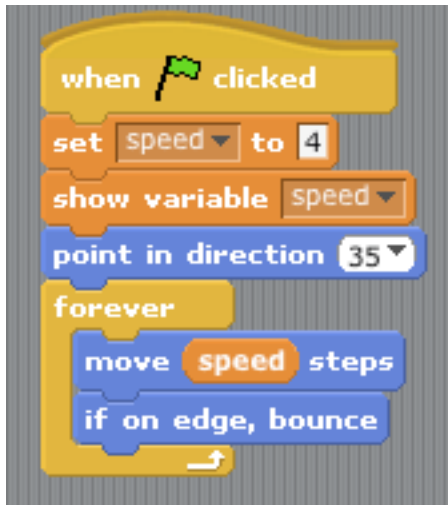 when clicked
set speed to 4
show variable speed
point in direction 35
forever
move speed steps
if on edge, bounce